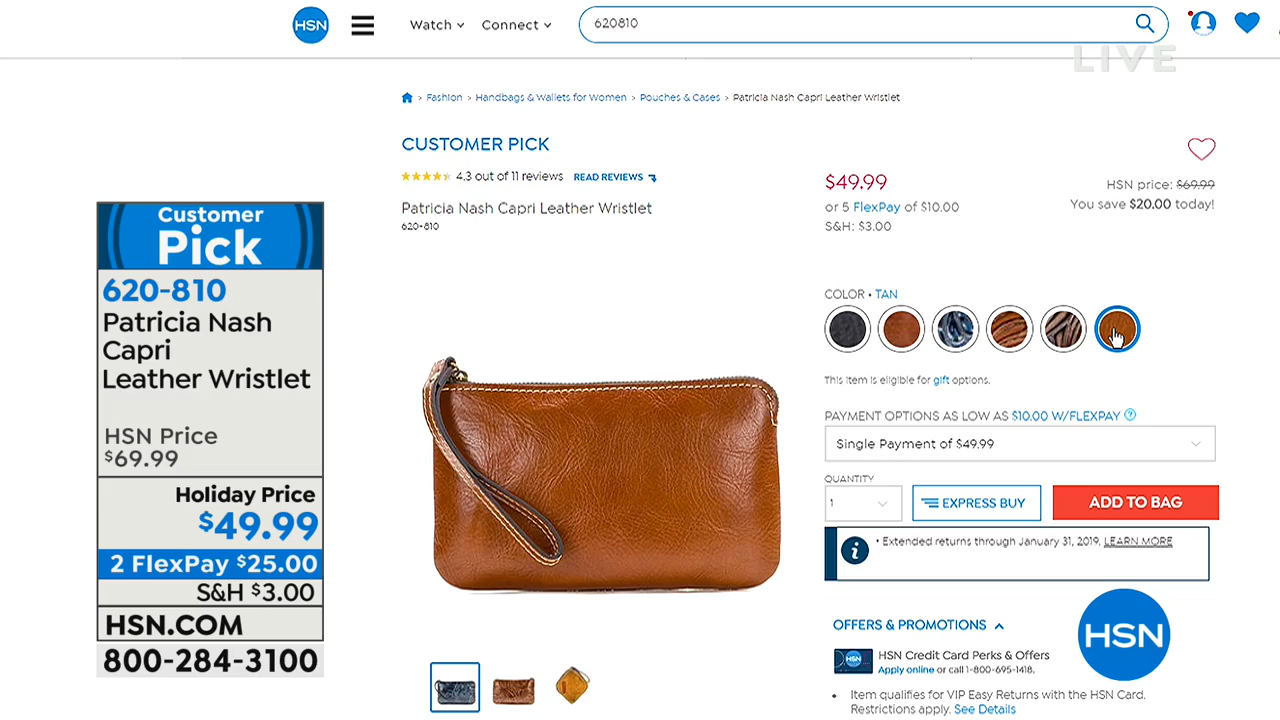 HSN
Watch
Connect
620810
LIVE
> Fashion > Handbags & Wallets for Women > Pouches & Cases > Patricia Nash Capri Leather Wristlet
CUSTOMER PICK
4.3 out of 11 reviews READ REVIEWS
Patricia Nash Capri Leather Wristlet
620-810
$49.99
HSN price: $69.99
or 5 FlexPay of $10.00
You save $20.00 today!
S&H: $3.00
COLOR • TAN
This item is eligible for gift options.
PAYMENT OPTIONS AS LOW AS $10.00 W/FLEXPAY ?
Single Payment of $49.99
QUANTITY
1
EXPRESS BUY
ADD TO BAG
i
• Extended returns through January 31, 2019. LEARN MORE
OFFERS & PROMOTIONS
HSN
HSN
HSN Credit Card Perks & Offers
Apply online or call 1-800-695-1418.
• Item qualifies for VIP Easy Returns with the HSN Card.
Restrictions apply. See Details
Customer
Pick
620-810
Patricia Nash
Capri
Leather Wristlet
HSN Price
$69.99
Holiday Price
$49.99
2 FlexPay $25.00
S&H $3.00
HSN.COM
800-284-3100